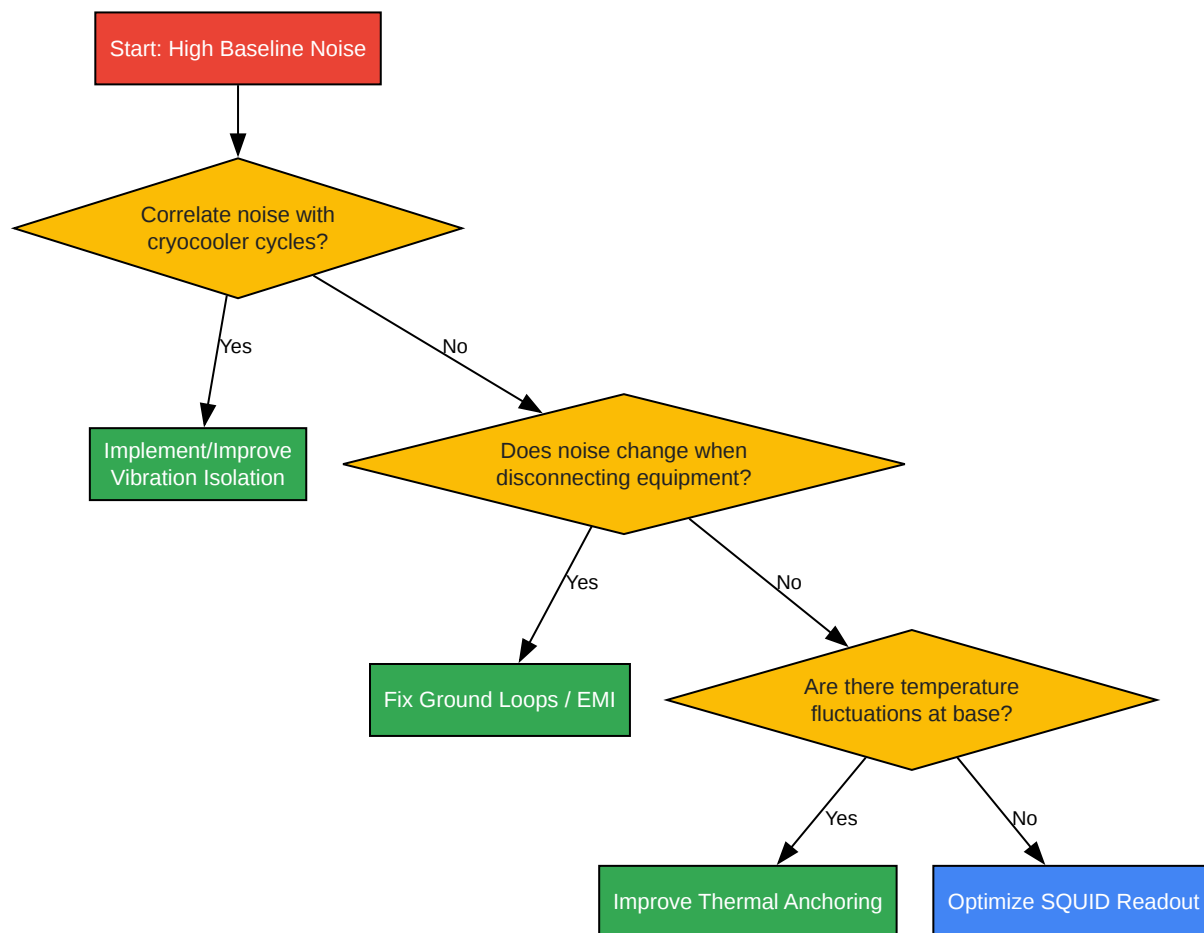 Start: High Baseline Noise
Correlate noise with
cryocooler cycles?
Yes
No
Implement/Improve
Vibration Isolation
Does noise change when
disconnecting equipment?
Yes
No
Fix Ground Loops / EMI
Are there temperature
fluctuations at base?
Yes
No
Improve Thermal Anchoring
Optimize SQUID Readout